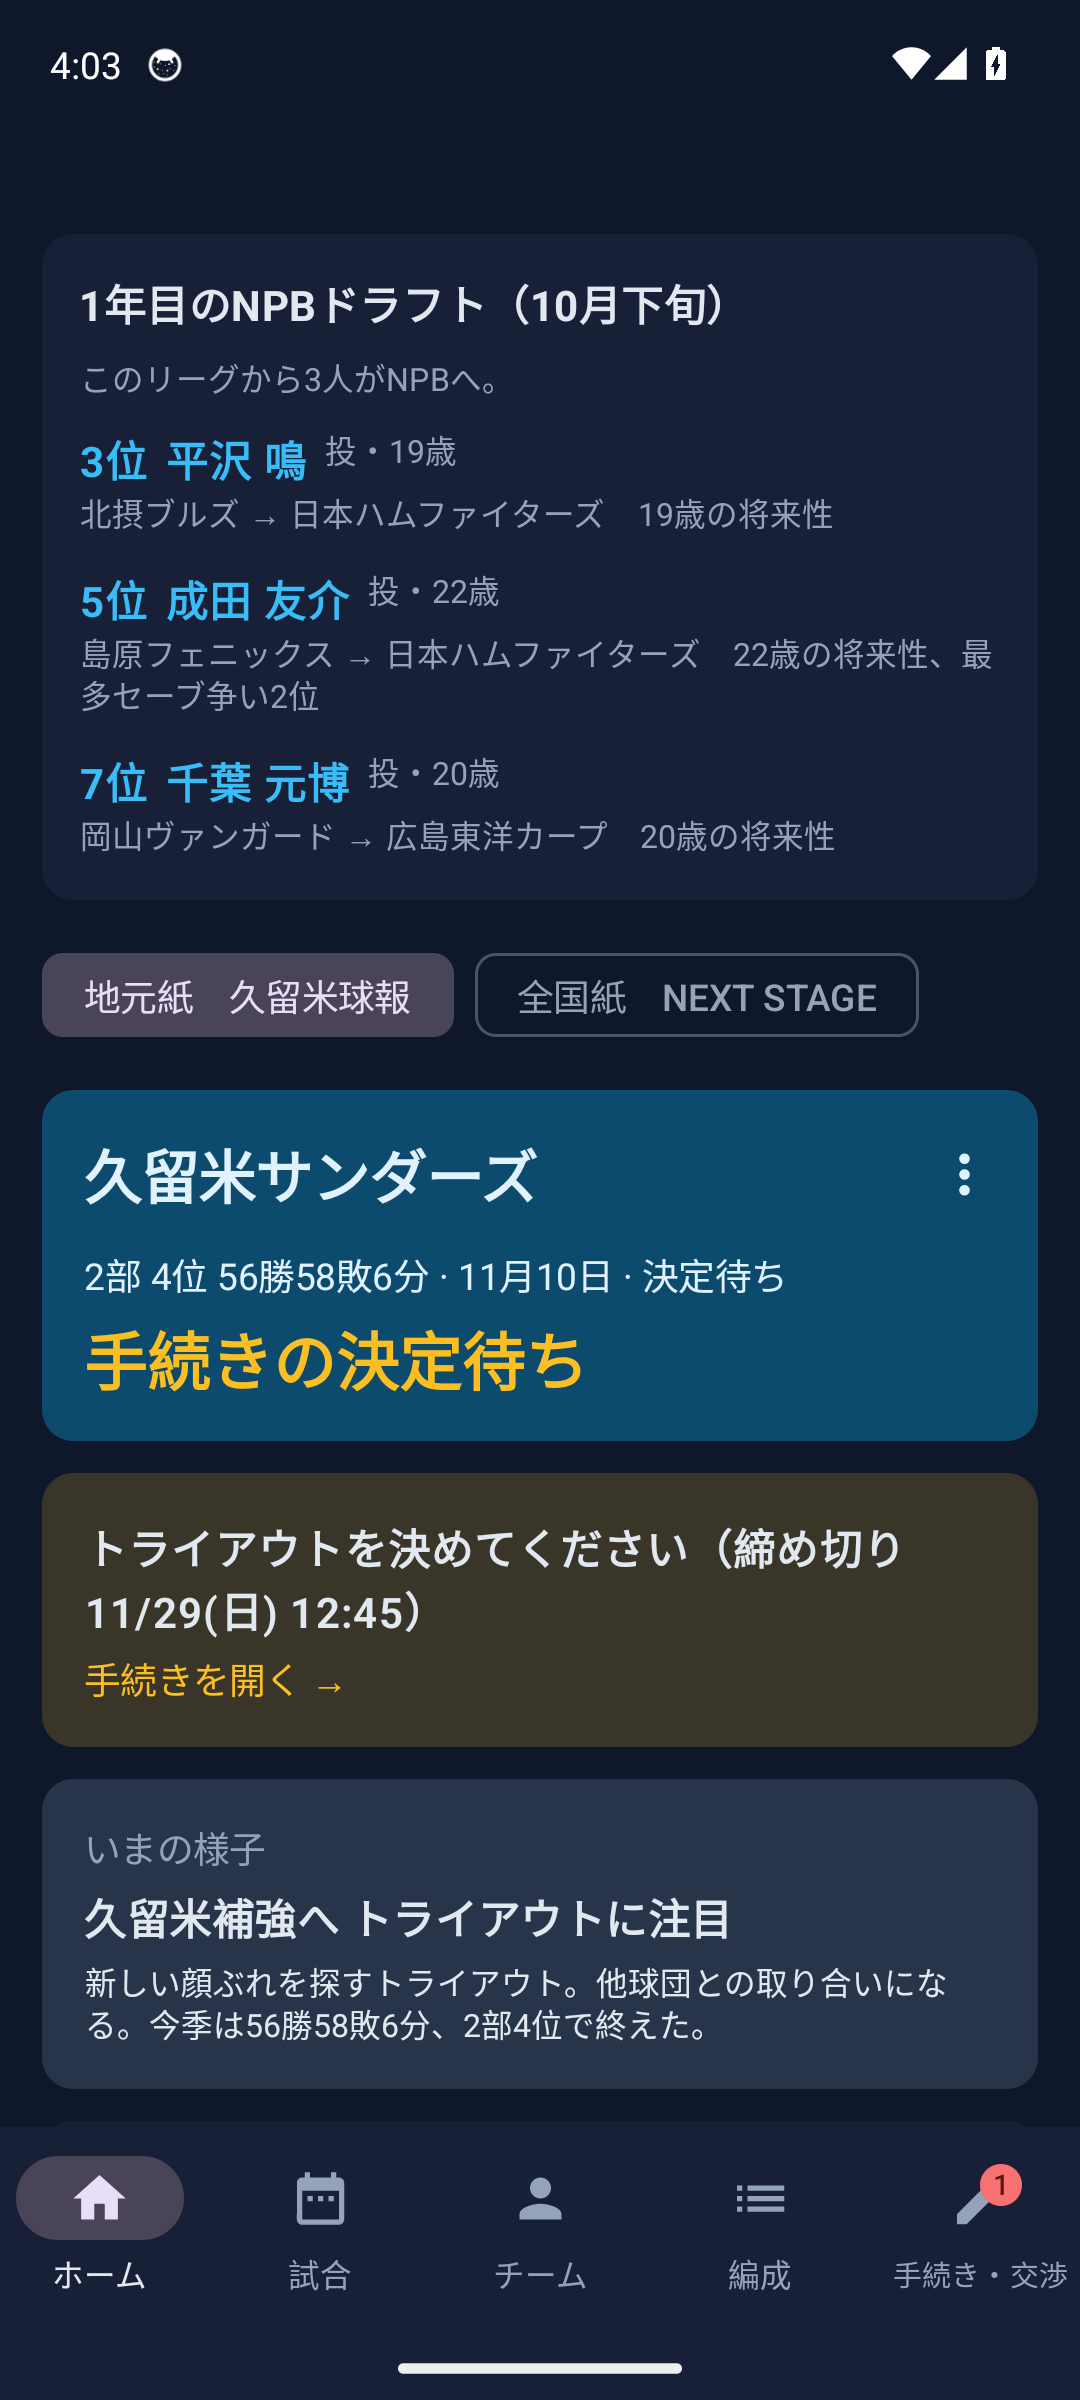 4:03
1年目のNPBドラフト（10月下旬）
このリーグから3人がNPBへ。
3位 平沢 鳴 投・19歳
北摂ブルズ → 日本ハムファイターズ　19歳の将来性
5位 成田 友介 投・22歳
島原フェニックス → 日本ハムファイターズ　22歳の将来性、最
多セーブ争い2位
7位 千葉 元博 投・20歳
岡山ヴァンガード → 広島東洋カープ　20歳の将来性
地元紙　久留米球報
全国紙　NEXT STAGE
久留米サンダーズ
2部 4位 56勝58敗6分 · 11月10日 · 決定待ち
手続きの決定待ち
トライアウトを決めてください（締め切り
11/29(日) 12:45）
手続きを開く →
いまの様子
久留米補強へ トライアウトに注目
新しい顔ぶれを探すトライアウト。他球団との取り合いにな
る。今季は56勝58敗6分、2部4位で終えた。
1
ホーム
試合
チーム
編成
手続き・交渉